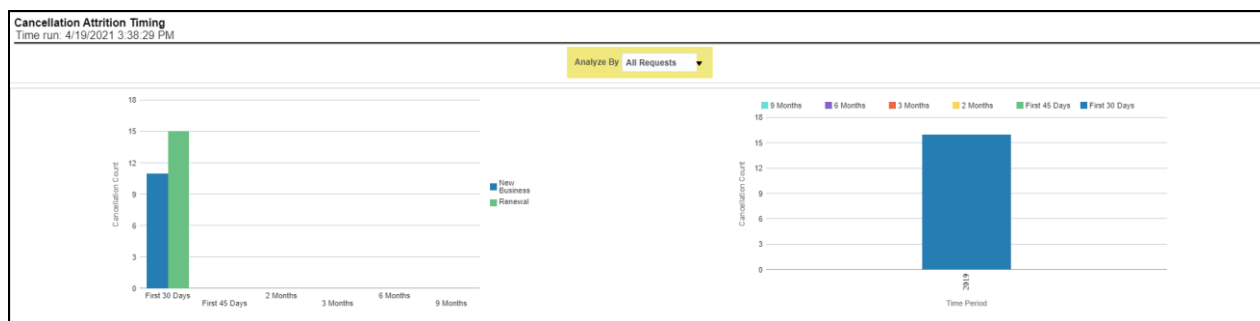 Cancellation Attrition Timing
Time run: 4/19/2021 3:38:29 PM
Analyze By All Requests
18
15
12
9
6
3
0
Cancellation Count
First 30 Days
First 45 Days
2 Months
3 Months
6 Months
9 Months
New
Business
Renewal
9 Months 6 Months 3 Months 2 Months First 45 Days First 30 Days
18
15
12
9
6
3
0
Cancellation Count
2019
Time Period